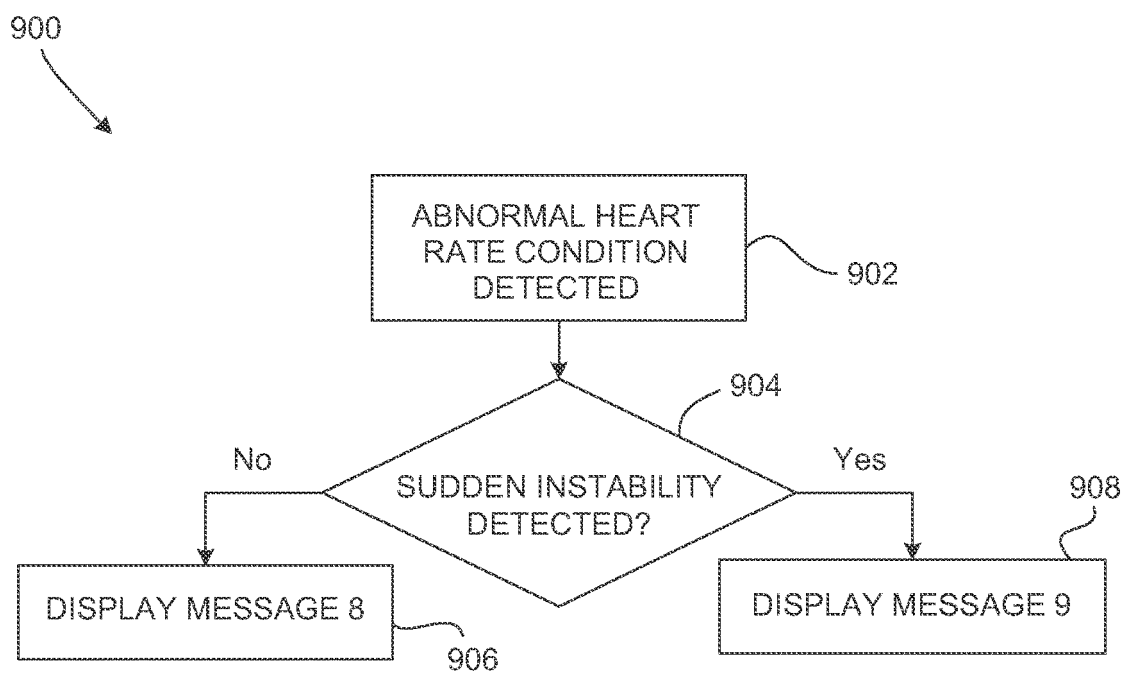 900
ABNORMAL HEART
RATE CONDITION
DETECTED
902
904
No
Yes
SUDDEN INSTABILITY
DETECTED?
908
DISPLAY MESSAGE 8
DISPLAY MESSAGE 9
906